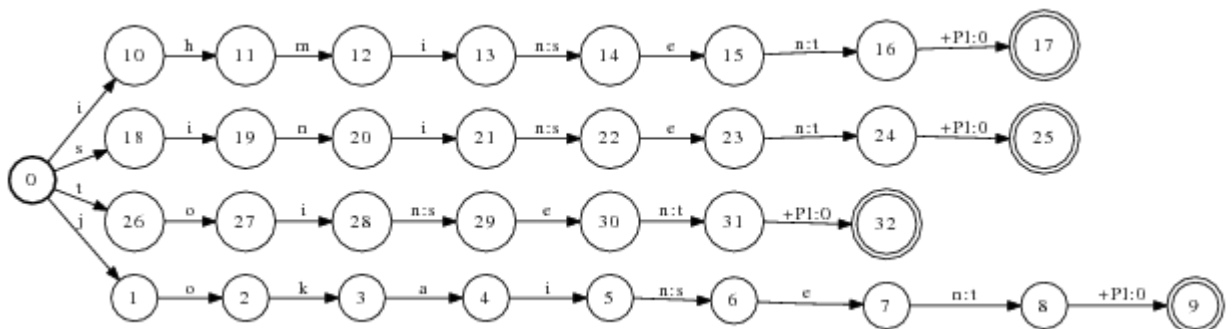 10 h 11 m 12 i 13 n:s 14 e 15 n:t 16 +Pl:0 17
i
18 i 19 n 20 i 21 n:s 22 e 23 n:t 24 +Pl:0 25
s
0
t
26 o 27 i 28 n:s 29 e 30 n:t 31 +Pl:0 32
j
1 o 2 k 3 a 4 i 5 n:s 6 e 7 n:t 8 +Pl:0 9